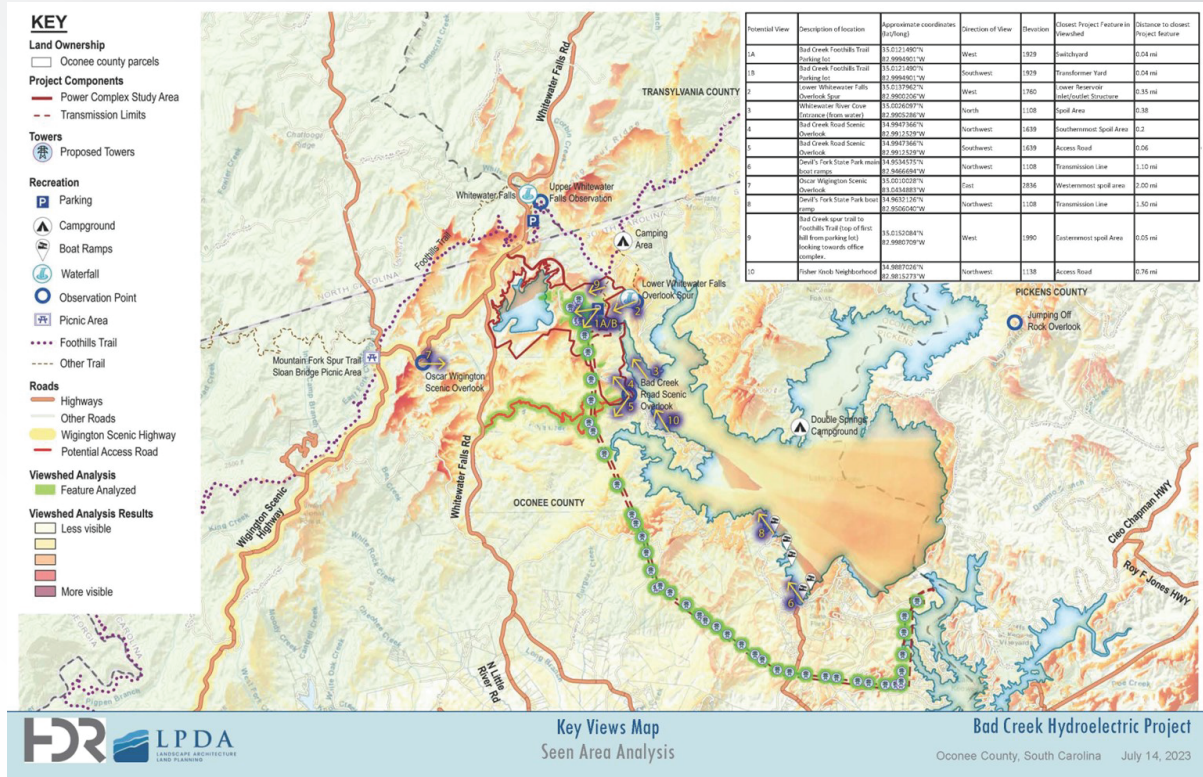 KEY
Land Ownership
Oconee county parcels
Project Components
Power Complex Study Area
Transmission Limits
Towers
Proposed Towers
Recreation
P Parking
Campground
Boat Ramps
Waterfall
Observation Point
Picnic Area
Foothills Trail
Other Trail
Roads
Highways
Other Roads
Wigington Scenic Highway
Potential Access Road
Viewshed Analysis
Feature Analyzed
Viewshed Analysis Results
Less visible
More visible
Potential View | Description of location | Approximate coordinates (lat/long) | Direction of View | Elevation | Closest Project Feature in Viewshed | Distance to closest Project feature
1A | Bad Creek Foothills Trail Parking lot | 35.0121490°N 82.9994901°W | West | 1929 | Switchyard | 0.04 mi
1B | Bad Creek Foothills Trail Parking lot | 35.0121490°N 82.9994901°W | Southwest | 1929 | Transformer Yard | 0.04 mi
2 | Lower Whitewater Falls Overlook Spur | 35.0137962°N 82.9900206°W | West | 1760 | Lower Reservoir Inlet/outlet Structure | 0.35 mi
3 | Whitewater River Cove Entrance (from water) | 35.0026097°N 82.9905286°W | North | 1108 | Spoil Area | 0.38
4 | Bad Creek Road Scenic Overlook | 34.9947366°N 82.9912529°W | Northwest | 1639 | Southernmost Spoil Area | 0.2
5 | Bad Creek Road Scenic Overlook | 34.9947366°N 82.9912529°W | Southwest | 1639 | Access Road | 0.06
6 | Devil's Fork State Park main boat ramps | 34.9534575°N 82.9466694°W | Northwest | 1108 | Transmission Line | 1.10 mi
7 | Oscar Wigington Scenic Overlook | 35.0010028°N 83.0434883°W | East | 2836 | Westernmost spoil area | 2.00 mi
8 | Devil's Fork State Park boat ramp | 34.9632126°N 82.9506040°W | Northwest | 1108 | Transmission Line | 1.50 mi
9 | Bad Creek spur trail to Foothills Trail (top of first hill from parking lot) looking towards office complex. | 35.0152084°N 82.9980709°W | West | 1990 | Easternmost spoil Area | 0.05 mi
10 | Fisher Knob Neighborhood | 34.9887026°N 82.9815273°W | Northwest | 1138 | Access Road | 0.76 mi
Whitewater Falls Rd
TRANSYLVANIA COUNTY
Chattooga
Ridge
Whitewater Falls
Upper Whitewater
Falls Observation
P
NORTH CAROLINA
SOUTH CAROLINA
Foothills Trail
Camping
Area
Lower Whitewater Falls
Overlook Spur
9
2
1A/B
PICKENS COUNTY
Jumping Off
Rock Overlook
Mountain Fork Spur Trail
Sloan Bridge Picnic Area
7
Oscar Wigington
Scenic Overlook
3
4
5
Bad Creek
Road Scenic
Overlook
10
Double Springs
Campground
Whitewater Falls Rd
OCONEE COUNTY
Wigington Scenic
Highway
8
6
Cleo Chapman HWY
Roy F Jones HWY
N Little
River Rd
Pigpen Branch
HDR
LPDA
LANDSCAPE ARCHITECTURE
LAND PLANNING
Key Views Map
Seen Area Analysis
Bad Creek Hydroelectric Project
Oconee County, South Carolina July 14, 2023